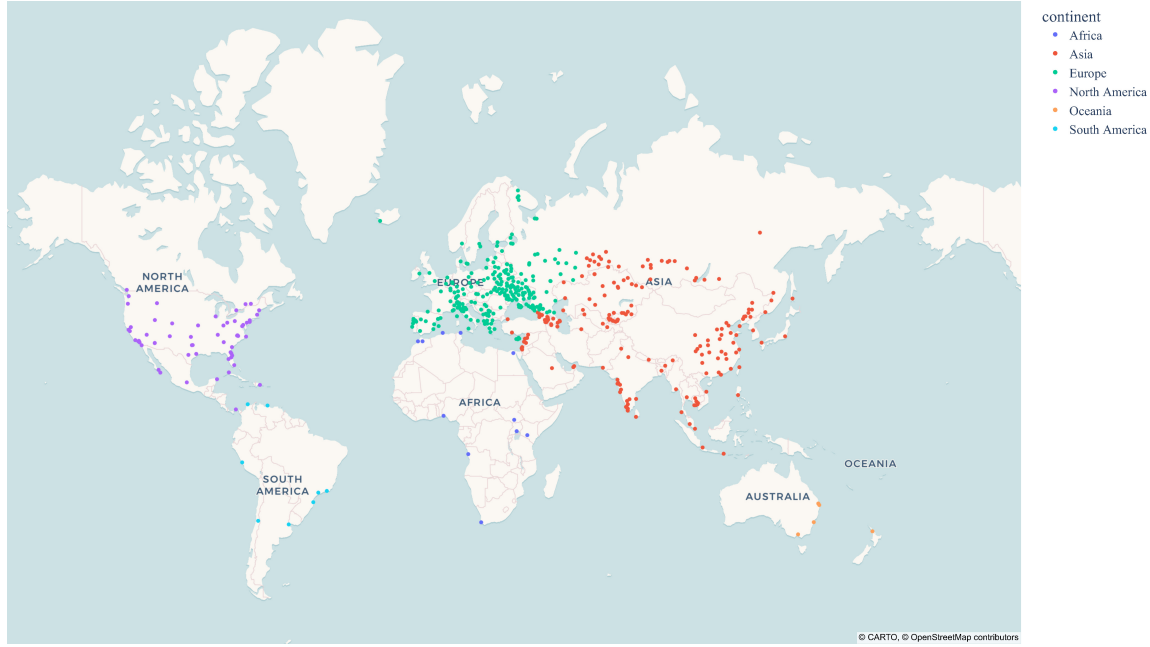 continent
Africa
Asia
Europe
North America
Oceania
South America
NORTH
AMERICA
EUROPE
ASIA
AFRICA
OCEANIA
SOUTH
AMERICA
AUSTRALIA
© CARTO, © OpenStreetMap contributors